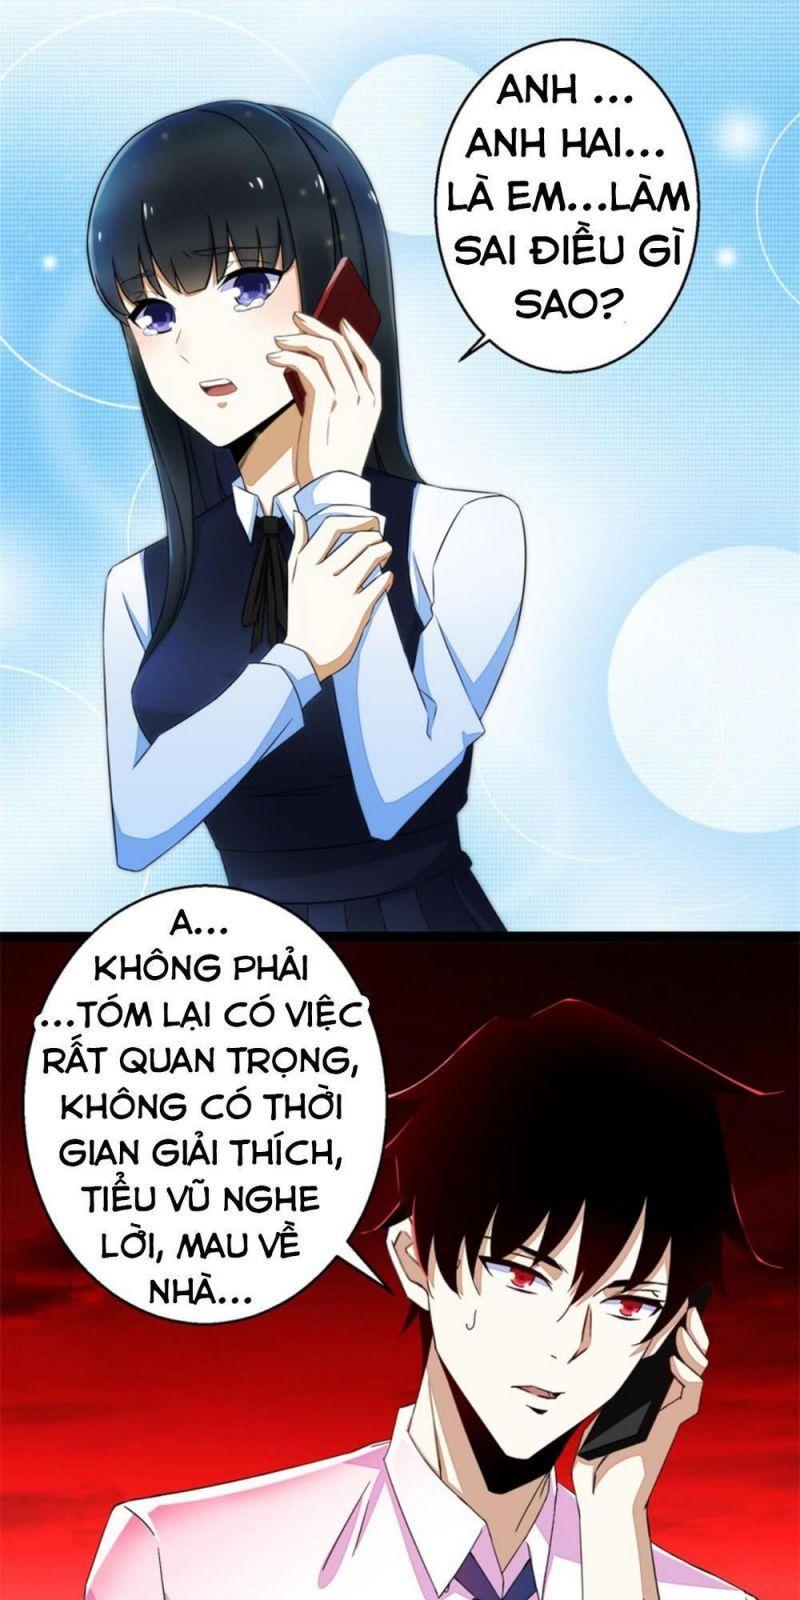 ANH ...
ANH HAI...
LÀ EM...LÀM
SAI ĐIỀU GÌ
SAO?
A...
KHÔNG PHẢI
...TÓM LẠI CÓ VIỆC
RẤT QUAN TRỌNG,
KHÔNG CÓ THỜI
GIAN GIẢI THÍCH,
TIỂU VŨ NGHE
LỜI, MAU VỀ
NHÀ...